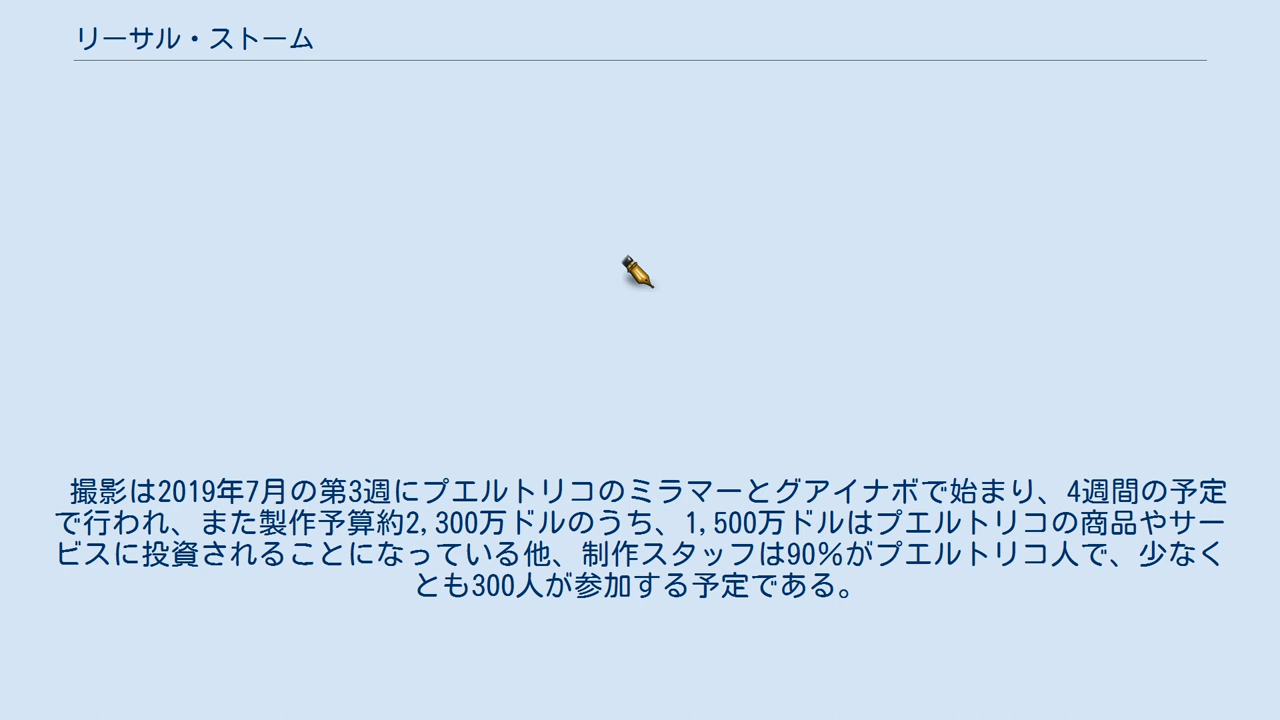 リーサル・ストーム
撮影は2019年7月の第3週にプエルトリコのミラマーとグアイナボで始まり、4週間の予定
で行われ、また製作予算約2,300万ドルのうち、1,500万ドルはプエルトリコの商品やサー
ビスに投資されることになっている他、制作スタッフは90%がプエルトリコ人で、少なく
とも300人が参加する予定である。